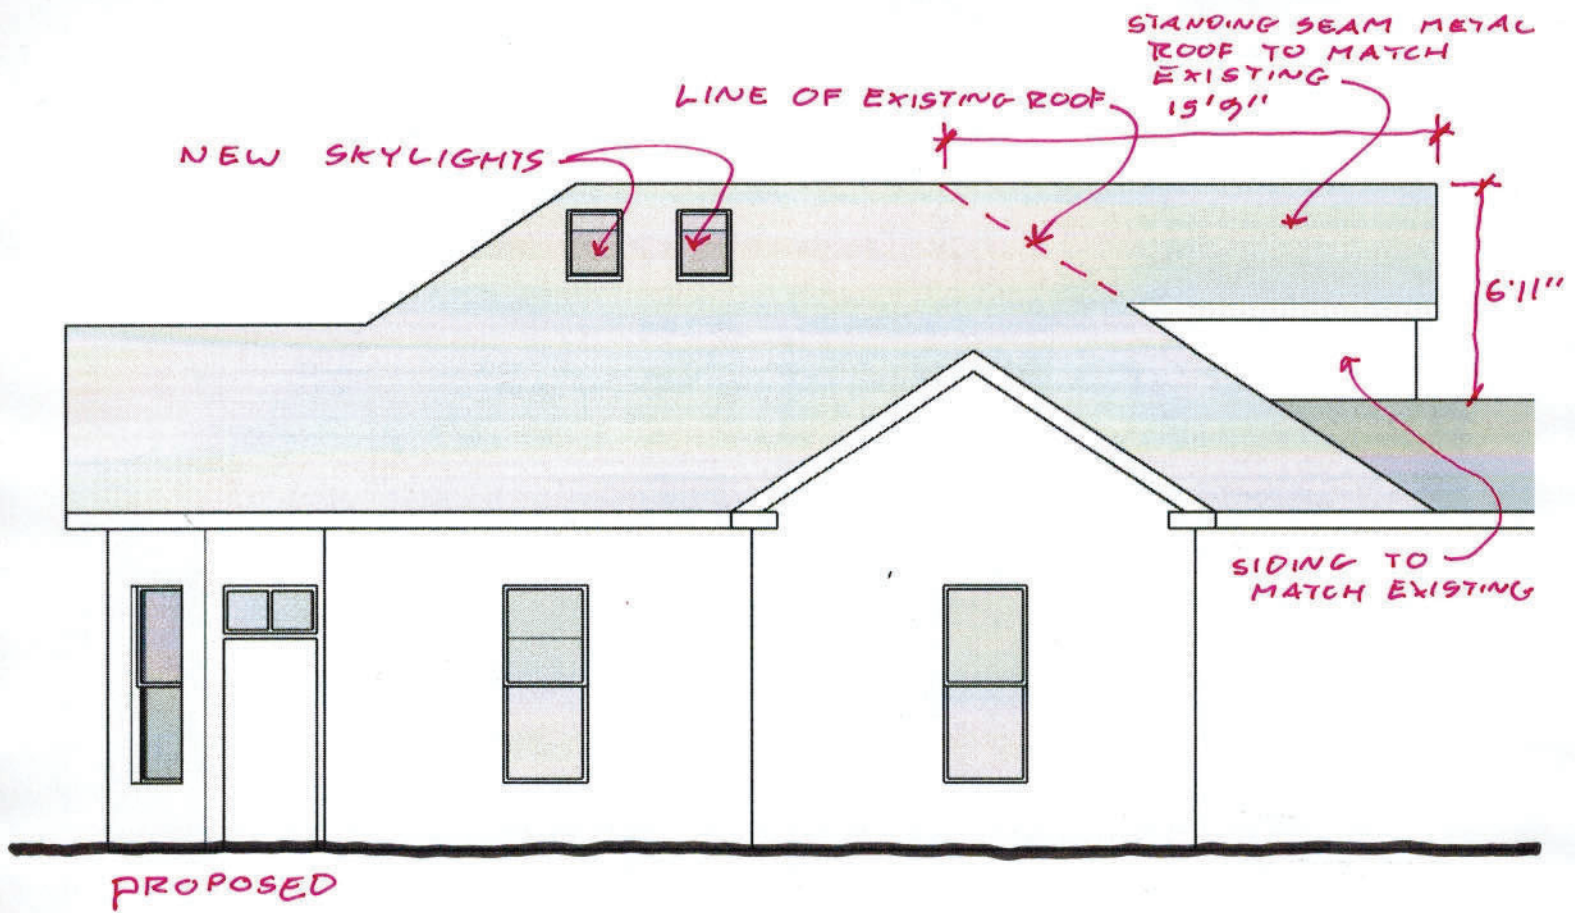 STANDING SEAM METAL
ROOF TO MATCH
EXISTING
15'9"
LINE OF EXISTING ROOF
NEW SKYLIGHTS
6'11"
SIDING TO
MATCH EXISTING
PROPOSED